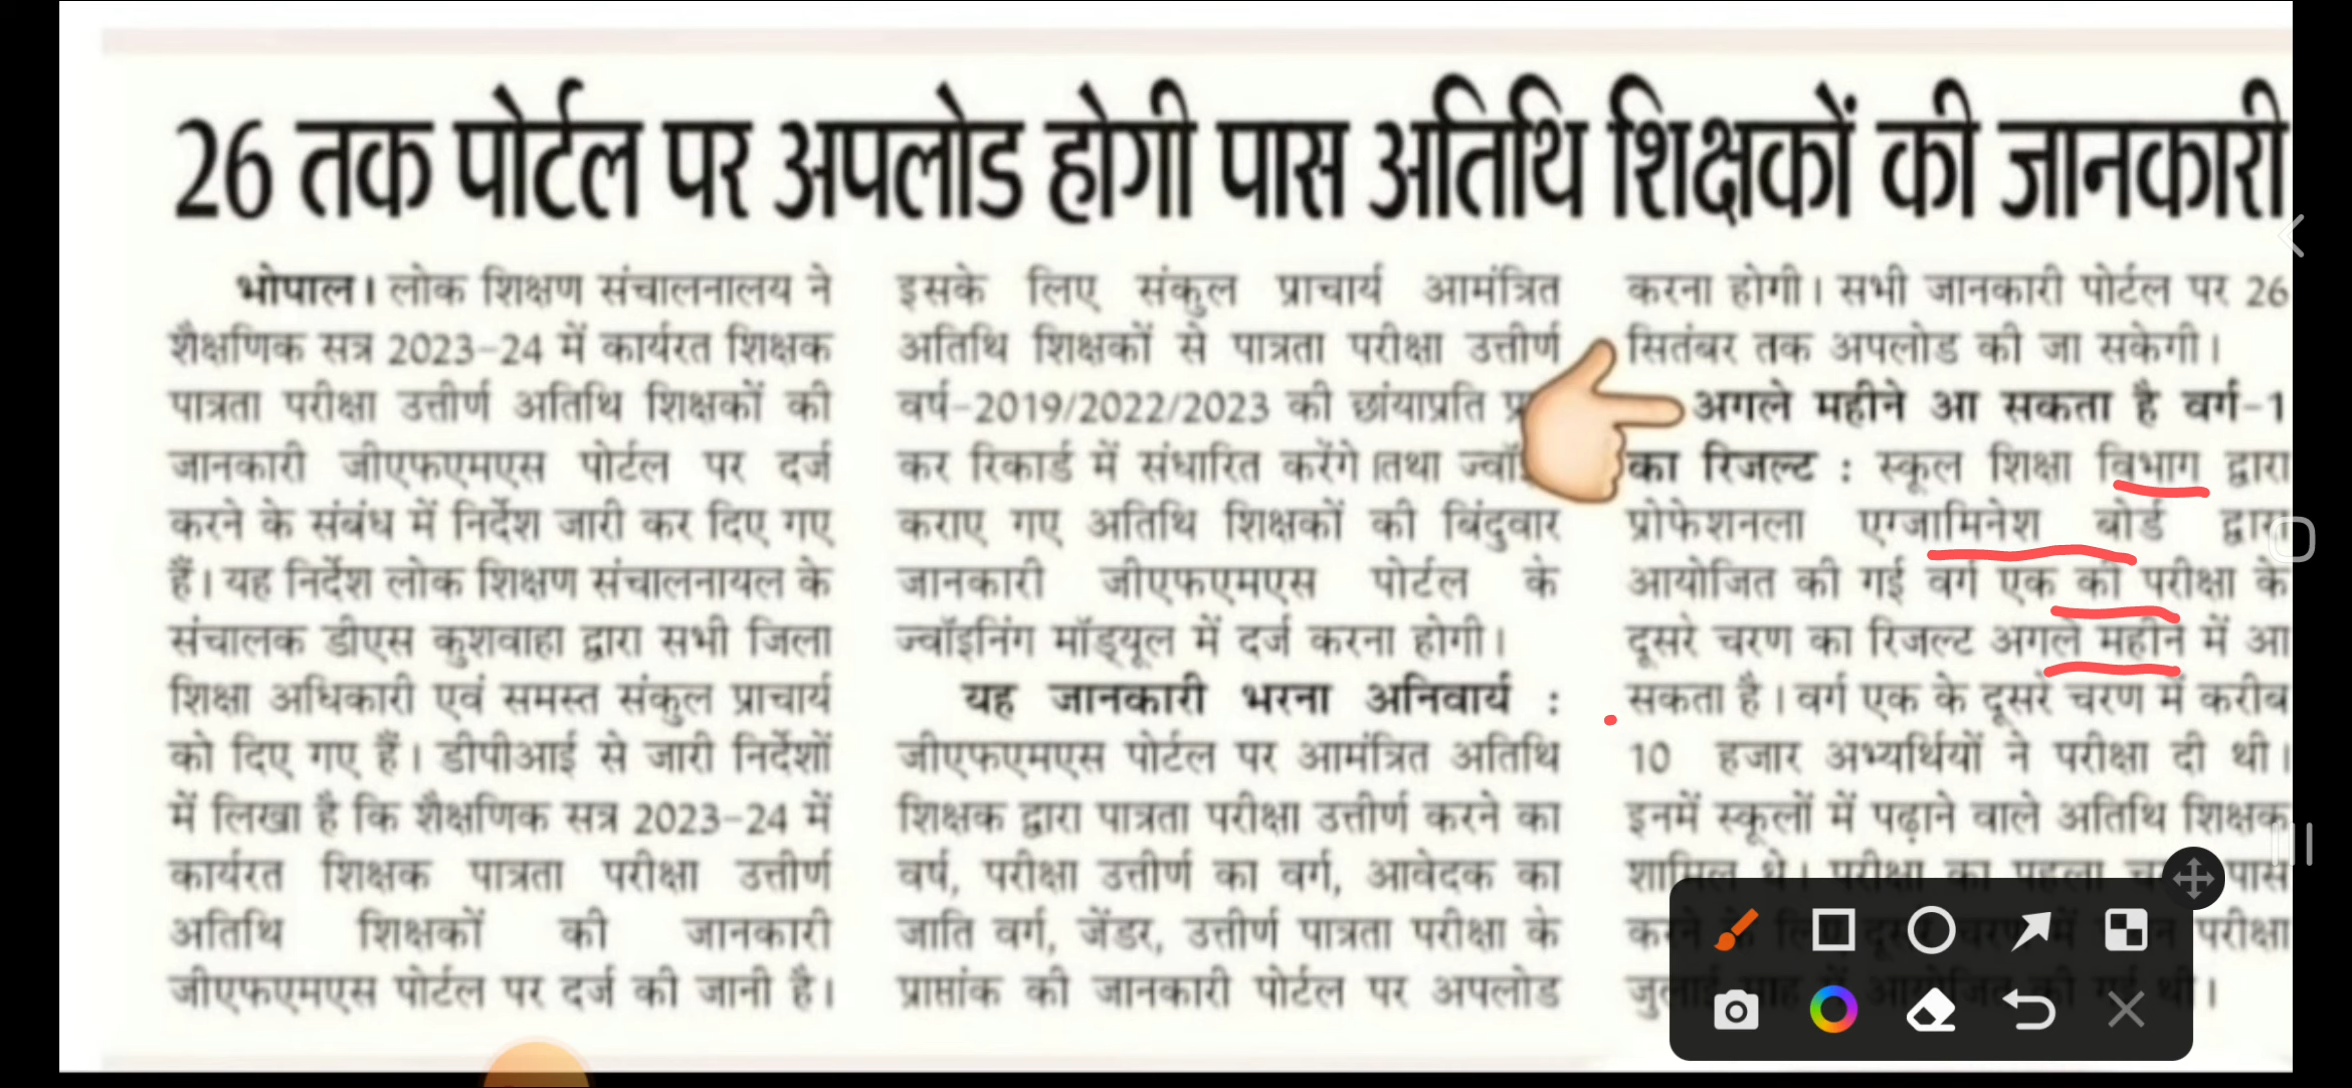 26 तक पोर्टल पर अपलोड होगी पास अतिथि शिक्षकों की जानकारी
भोपाल। लोक शिक्षण संचालनालय ने
शैक्षणिक सत्र 2023-24 में कार्यरत शिक्षक
पात्रता परीक्षा उत्तीर्ण अतिथि शिक्षकों की
जानकारी जीएफएमएस पोर्टल पर दर्ज
करने के संबंध में निर्देश जारी कर दिए गए
हैं। यह निर्देश लोक शिक्षण संचालनायल के
संचालक डीएस कुशवाहा द्वारा सभी जिला
शिक्षा अधिकारी एवं समस्त संकुल प्राचार्य
को दिए गए हैं। डीपीआई से जारी निर्देशों
में लिखा है कि शैक्षणिक सत्र 2023-24 में
कार्यरत शिक्षक पात्रता परीक्षा उत्तीर्ण
अतिथि शिक्षकों की जानकारी
जीएफएमएस पोर्टल पर दर्ज की जानी है।
इसके लिए संकुल प्राचार्य आमंत्रित
अतिथि शिक्षकों से पात्रता परीक्षा उत्तीर्ण
वर्ष-2019/2022/2023 की छांयाप्रति
कर रिकार्ड में संधारित करेंगे।तथा
कराए गए अतिथि शिक्षकों की बिंदुवार
जानकारी जीएफएमएस पोर्टल के
ज्वॉइनिंग मॉड्यूल में दर्ज करना होगी।
यह जानकारी भरना अनिवार्य :
जीएफएमएस पोर्टल पर आमंत्रित अतिथि
शिक्षक द्वारा पात्रता परीक्षा उत्तीर्ण करने का
वर्ष, परीक्षा उत्तीर्ण का वर्ग, आवेदक का
जाति वर्ग, जेंडर, उत्तीर्ण पात्रता परीक्षा के
प्राप्तांक की जानकारी पोर्टल पर अपलोड
करना होगी। सभी जानकारी पोर्टल पर 26
सितंबर तक अपलोड की जा सकेगी।
अगले महीने आ सकता है वर्ग-1
का रिजल्ट : स्कूल शिक्षा विभाग द्वारा
प्रोफेशनला एग्जामिनेश बोर्ड द्वारा
आयोजित की गई वर्ग एक की परीक्षा के
दूसरे चरण का रिजल्ट अगले महीने में आ
सकता है। वर्ग एक के दूसरे चरण में करीब
10 हजार अभ्यर्थियों ने परीक्षा दी थी।
इनमें स्कूलों में पढ़ाने वाले अतिथि शिक्षक
शामिल थे। परीक्षा का पहला पास
करने के दूसरे चरण में परीक्षा
जुलाई माह में आयोजित की गई थी।